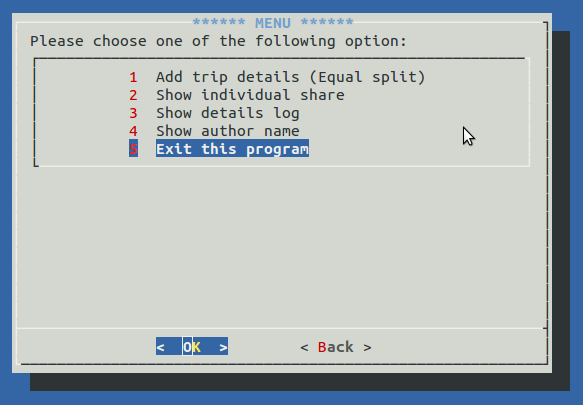 ****** MENU ******
Please choose one of the following option:
1 Add trip details (Equal split)
2 Show individual share
3 Show details log
4 Show author name
5 Exit this program
< OK > < Back >